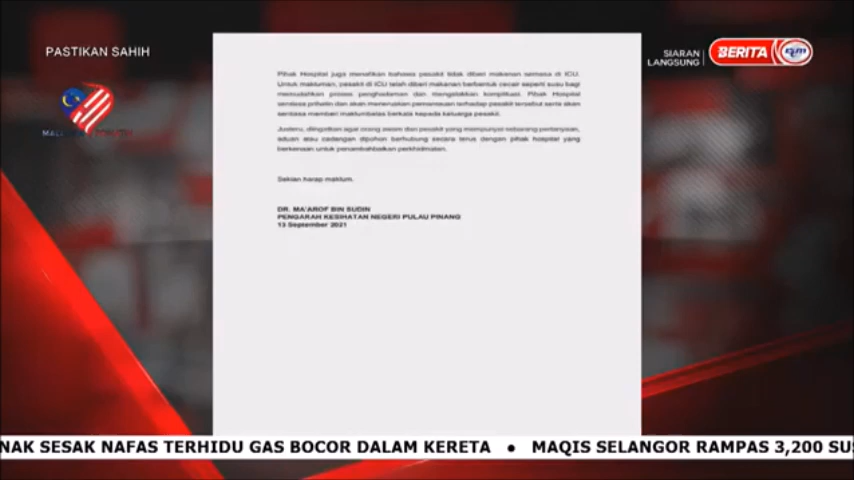 PASTIKAN SAHIH
SIARAN
LANGSUNG
BERITA
Pihak Hospital juga menafikan bahawa pesakit tidak diberi makanan semasa di ICU.
Untuk makluman, pesakit di ICU telah diberi makanan berbentuk cecair seperti susu bagi
memudahkan proses penghadaman dan mengelakkan komplikasi. Pihak Hospital
sentiasa prihatin dan akan meneruskan pemantauan terhadap pesakit tersebut serta akan
sentiasa memberi maklumbalas berkala kepada keluarga pesakit.
Justeru, diingatkan agar orang awam dan pesakit yang mempunyai sebarang pertanyaan,
aduan atau cadangan dipohon berhubung secara terus dengan pihak hospital yang
berkenaan untuk penambahbaikan perkhidmatan.
Sekian harap maklum.
DR. MA'AROF BIN SUDIN
PENGARAH KESIHATAN NEGERI PULAU PINANG
13 September 2021
NAK SESAK NAFAS TERHIDU GAS BOCOR DALAM KERETA ● MAQIS SELANGOR RAMPAS 3,200 SUS